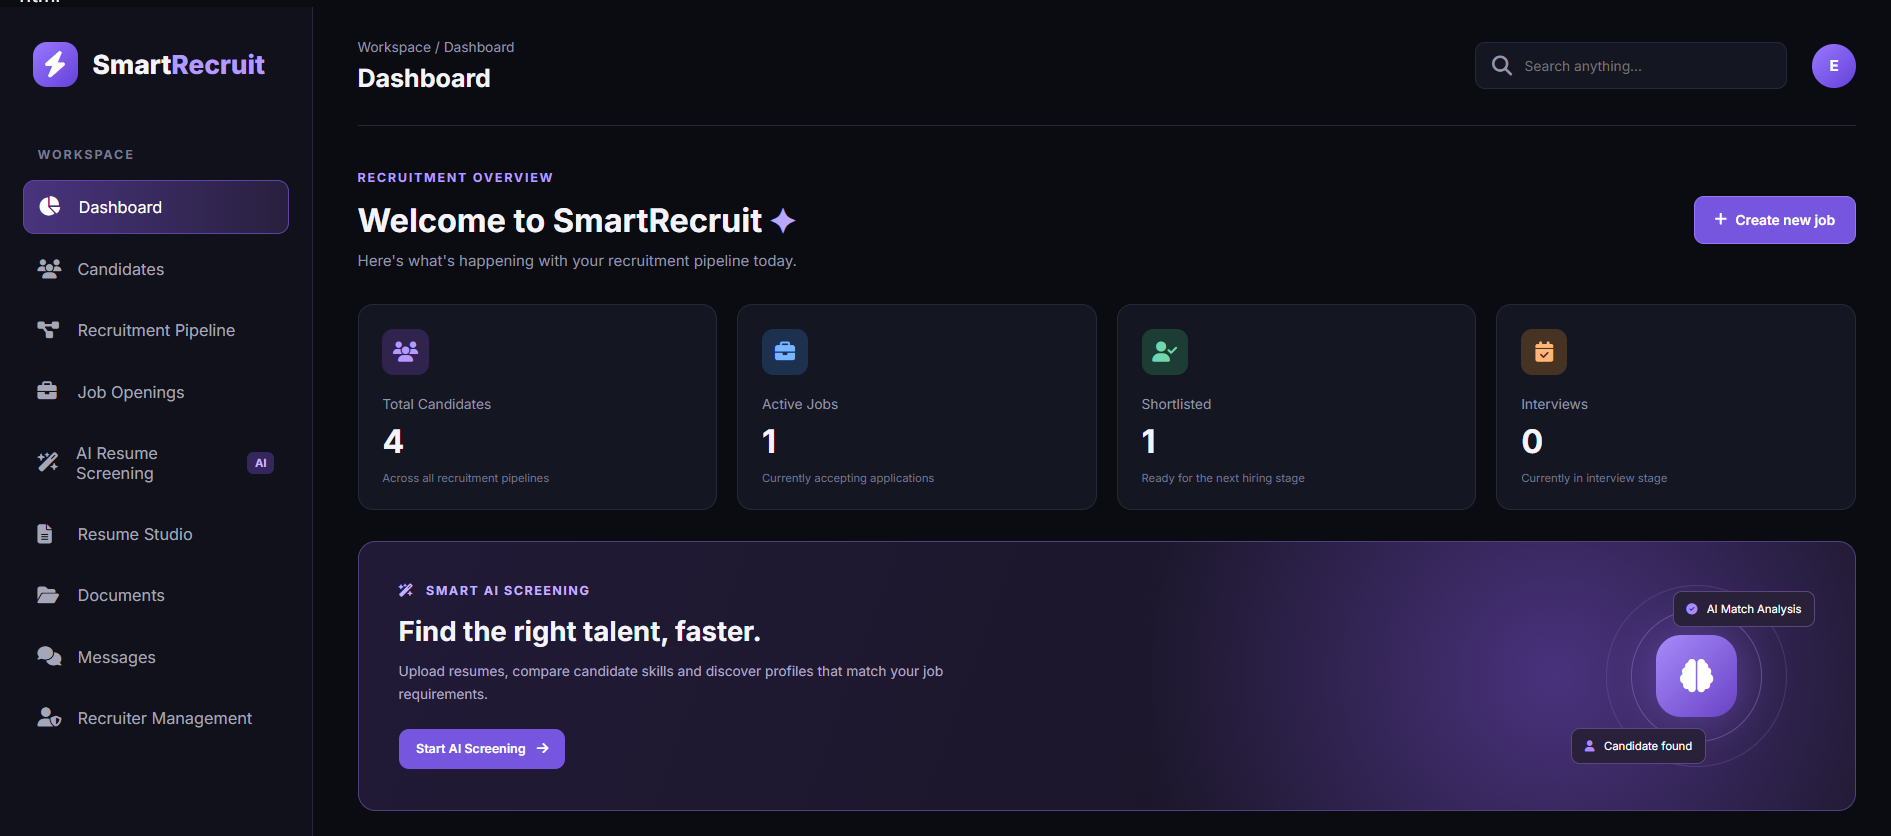 html
SmartRecruit
WORKSPACE
Dashboard
Candidates
Recruitment Pipeline
Job Openings
AI Resume
Screening
AI
Resume Studio
Documents
Messages
Recruiter Management
Workspace / Dashboard
Dashboard
Search anything...
E
RECRUITMENT OVERVIEW
Welcome to SmartRecruit
Here's what's happening with your recruitment pipeline today.
+ Create new job
Total Candidates
4
Across all recruitment pipelines
Active Jobs
1
Currently accepting applications
Shortlisted
1
Ready for the next hiring stage
Interviews
0
Currently in interview stage
SMART AI SCREENING
Find the right talent, faster.
Upload resumes, compare candidate skills and discover profiles that match your job
requirements.
Start AI Screening →
AI Match Analysis
Candidate found